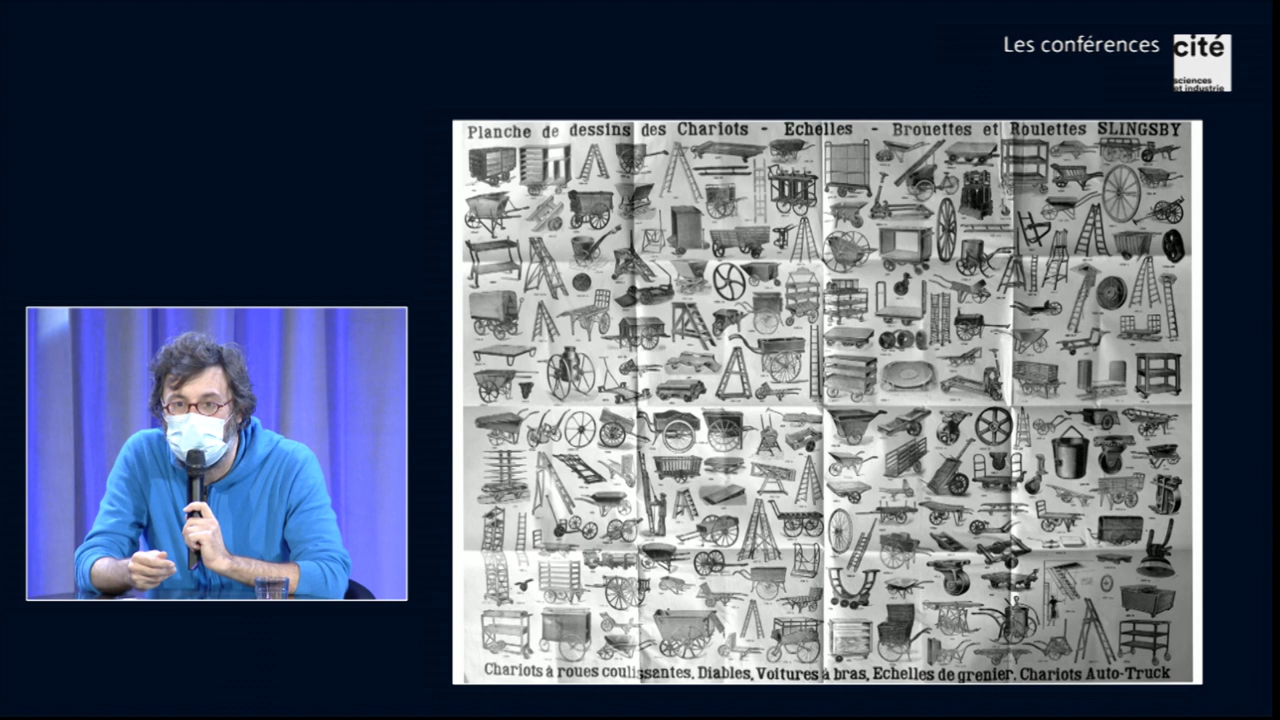 Les conférences
cité
sciences
et industrie
Planche de dessins des Chariots - Echelles - Brouettes et Roulettes SLINGSBY
Chariots à roues coulissantes, Diables, Voitures à bras, Echelles de grenier, Chariots Auto-Truck